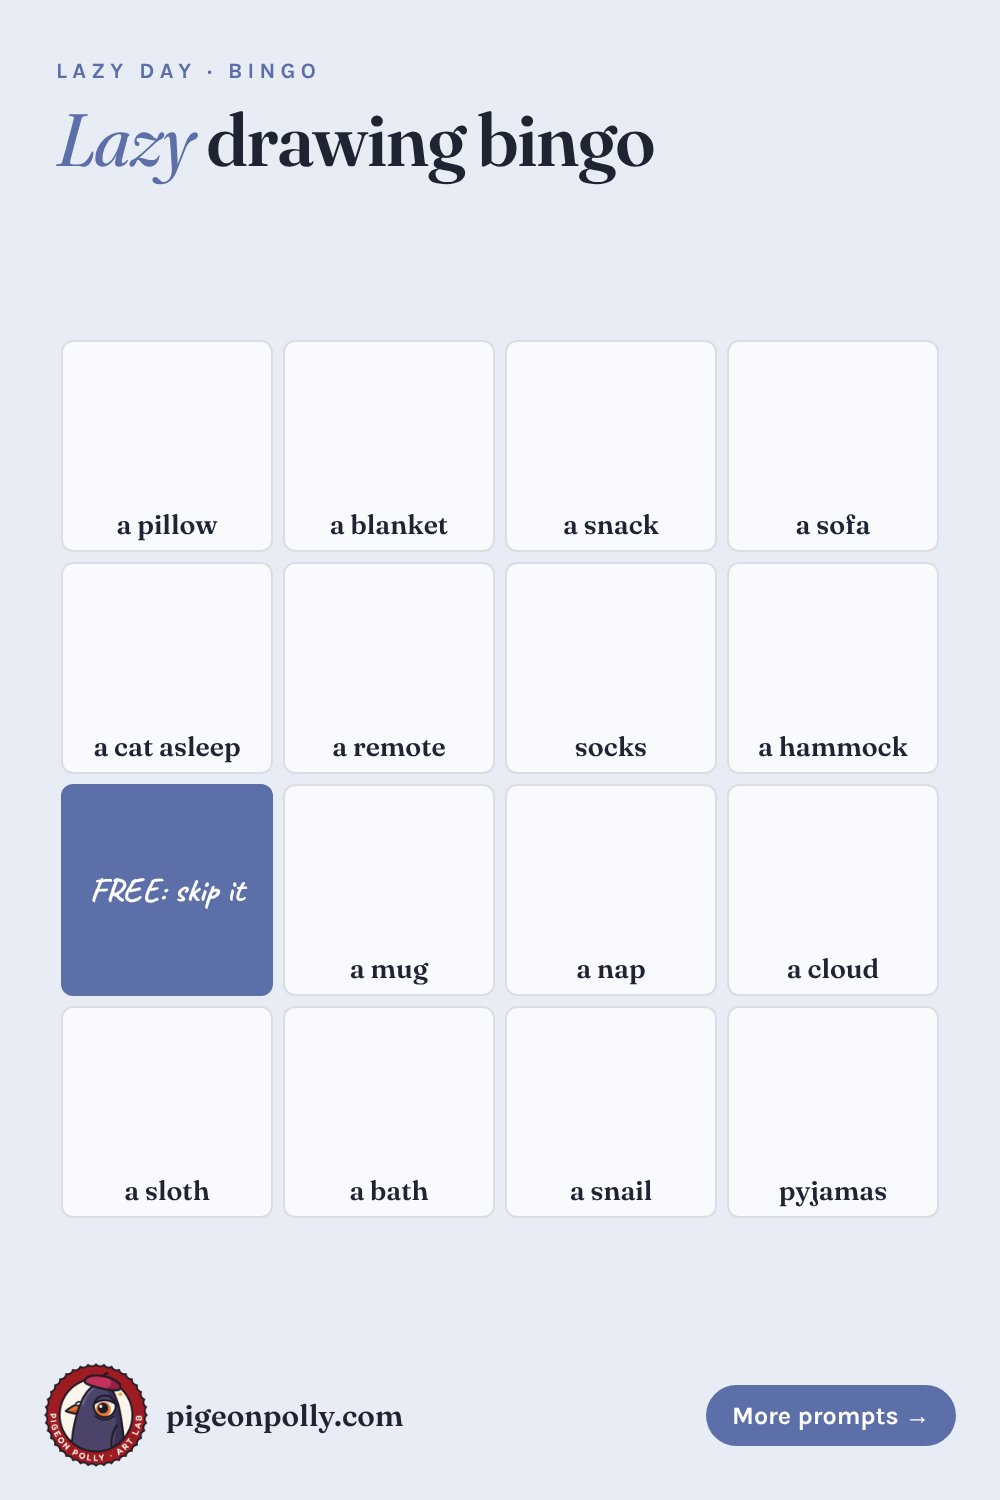 LAZY DAY · BINGO
Lazy drawing bingo
a pillow
a blanket
a snack
a sofa
a cat asleep
a remote
socks
a hammock
FREE: skip it
a mug
a nap
a cloud
a sloth
a bath
a snail
pyjamas
PIGEON POLLY · ART LAB
pigeonpolly.com
More prompts →